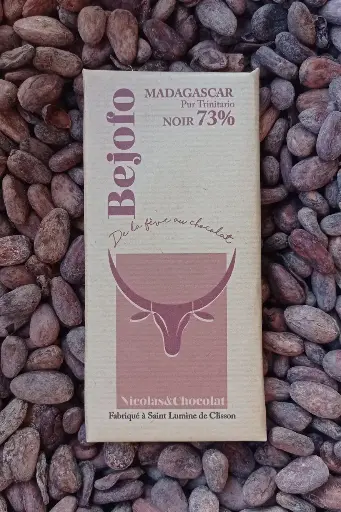 Bejofo
MADAGASCAR
Pur Trinitario
NOIR 73%
De la fève au chocolat
Nicolas&Chocolat
Fabriqué à Saint Lumine de Clisson